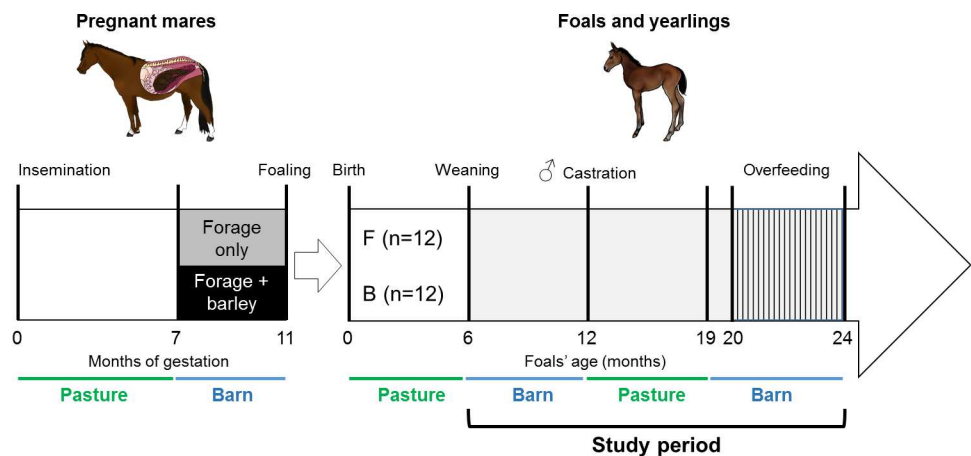 Pregnant mares
Foals and yearlings
Insemination
Foaling
Birth
Weaning
♂ Castration
Overfeeding
Forage
only
Forage +
barley
F (n=12)
B (n=12)
0 7 11
0 6 12 19 20 24
Months of gestation
Foals' age (months)
Pasture Barn
Pasture Barn Pasture Barn
Study period